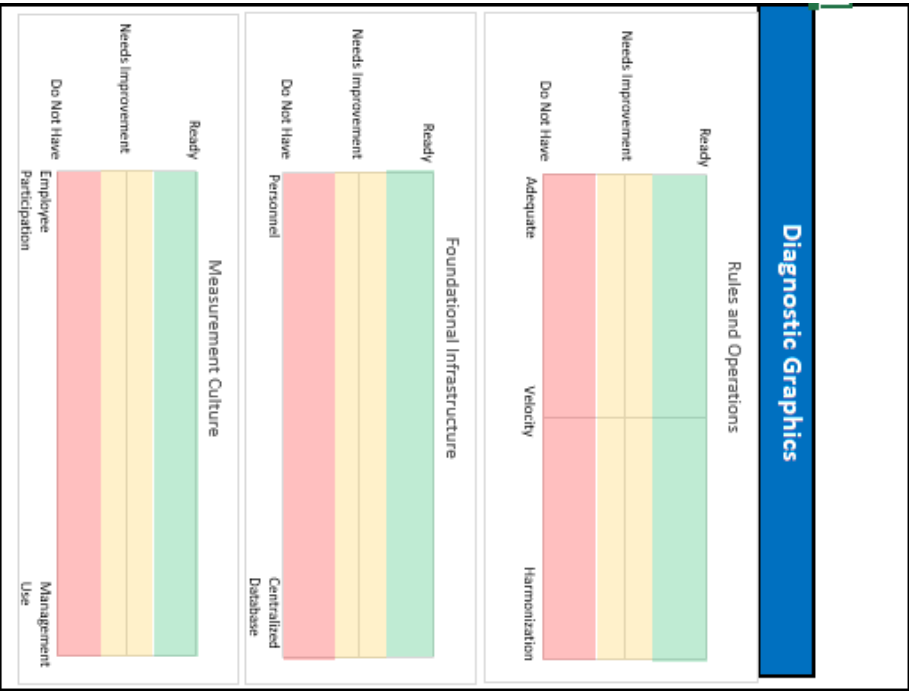 Diagnostic Graphics
Rules and Operations
Ready
Needs Improvement
Do Not Have
Adequate
Velocity
Harmonization
Foundational Infrastructure
Ready
Needs Improvement
Do Not Have
Personnel
Centralized
Database
Measurement Culture
Ready
Needs Improvement
Do Not Have
Employee
Participation
Management
Use